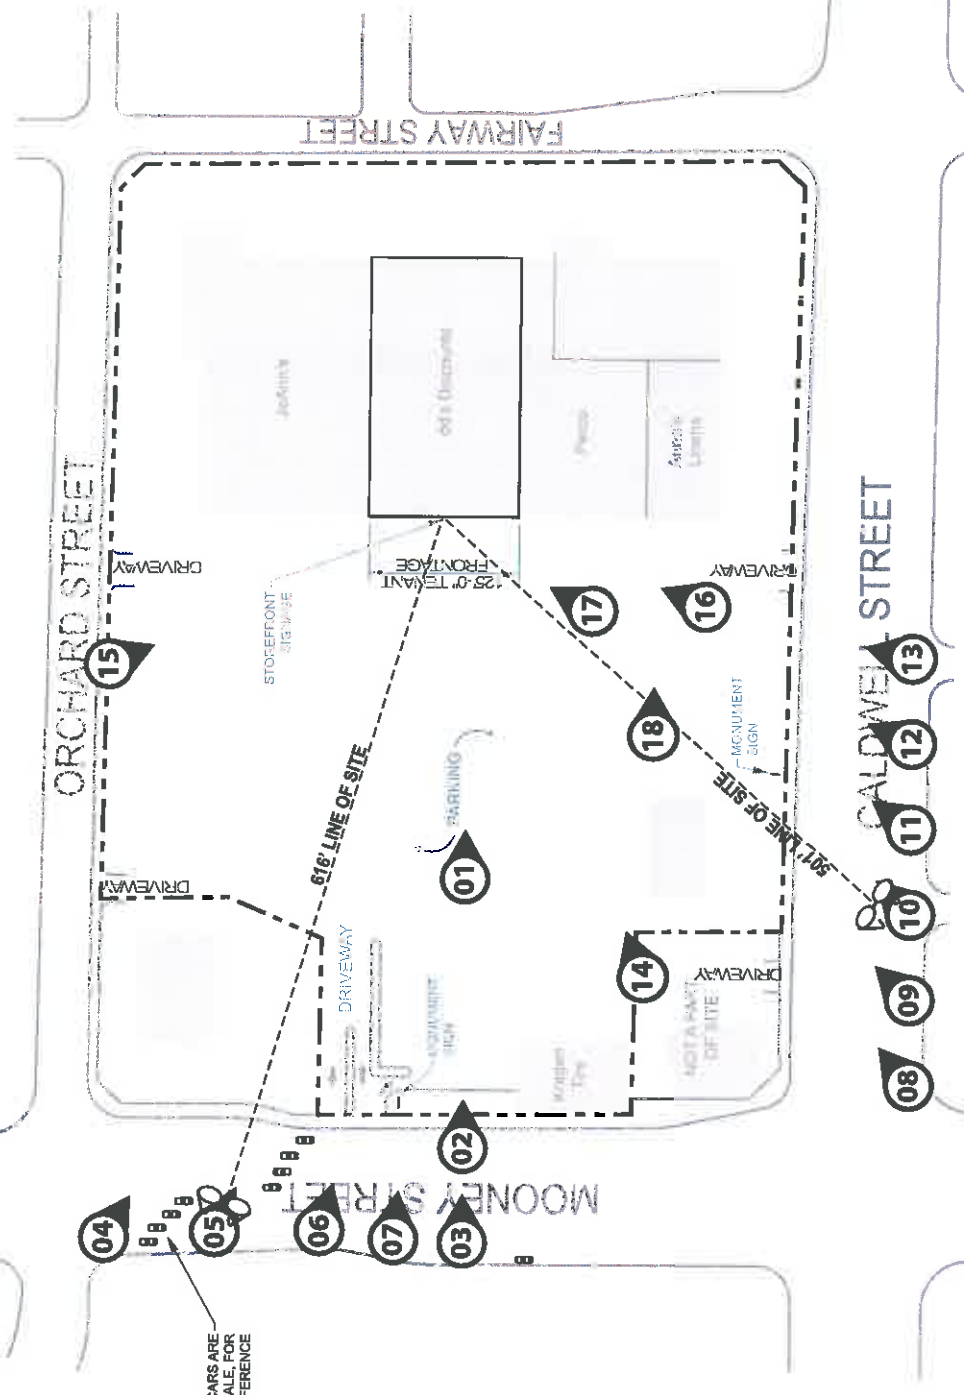 FAIRWAY STREET
ORCHARD STREET
JoAnn's
dd's Discounts
DRIVEWAY
125'-0" TENANT
FRONTAGE
STOREFRONT
SIGNAGE
DRIVEWAY
CALDWELL STREET
15
17
16
13
18
12
MONUMENT
SIGN
616' LINE OF SITE
PARKING
501' LINE OF SITE
11
01
10
DRIVEWAY
DRIVEWAY
14
DRIVEWAY
09
MONUMENT
SIGN
NOT A PART
OF SITE
08
02
MOONEY STREET
04
05
06
07
03
CARS ARE
FOR